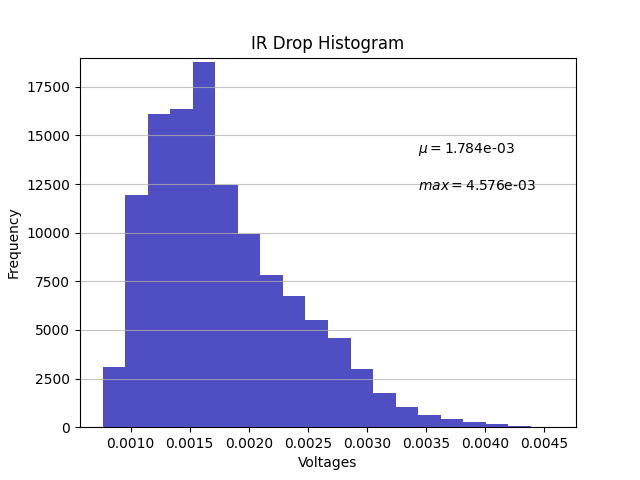 IR Drop Histogram
17500
15000
12500
10000
7500
5000
2500
0
Frequency
μ = 1.784e-03
max = 4.576e-03
0.0010 0.0015 0.0020 0.0025 0.0030 0.0035 0.0040 0.0045
Voltages